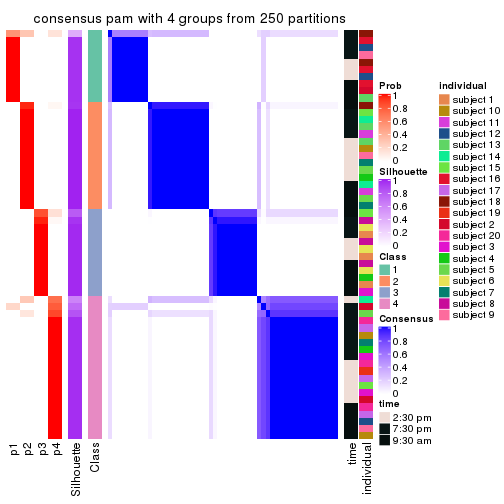 consensus pam with 4 groups from 250 partitions
Prob
1
0.8
0.6
0.4
0.2
0
Silhouette
1
0.8
0.6
0.4
0.2
0
Class
1
2
3
4
Consensus
1
0.8
0.6
0.4
0.2
0
time
2:30 pm
7:30 pm
9:30 am
individual
subject 1
subject 10
subject 11
subject 12
subject 13
subject 14
subject 15
subject 16
subject 17
subject 18
subject 19
subject 2
subject 20
subject 3
subject 4
subject 5
subject 6
subject 7
subject 8
subject 9
p1
p2
p3
p4
Silhouette
Class
time
individual